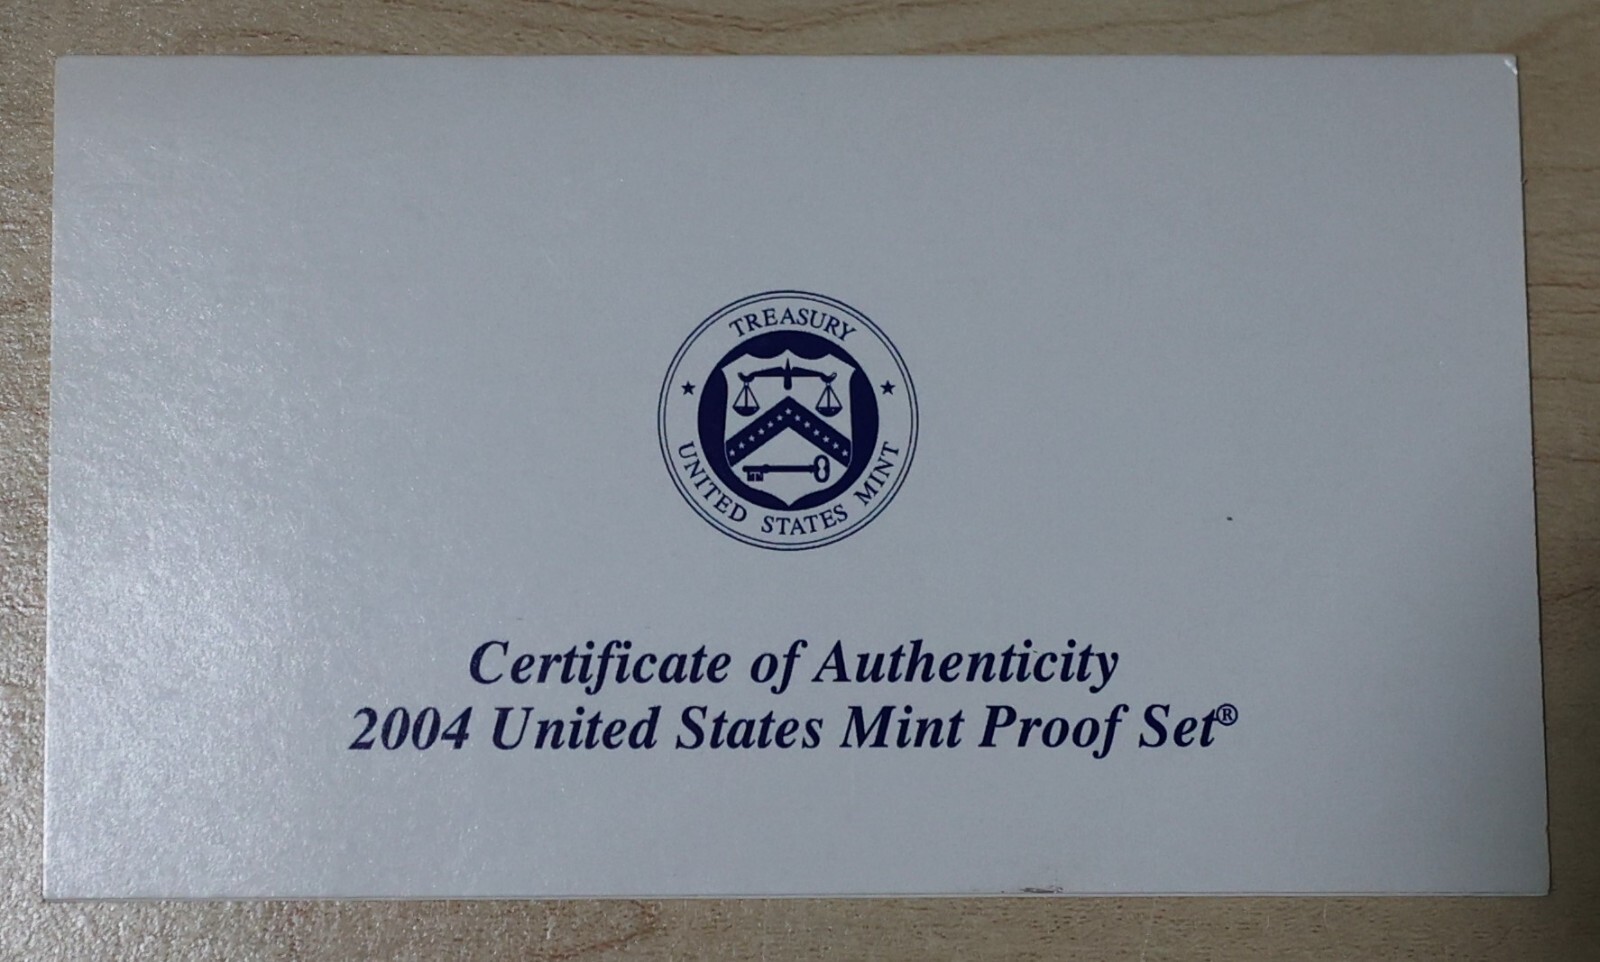 TREASURY
UNITED STATES MINT
Certificate of Authenticity
2004 United States Mint Proof Set®